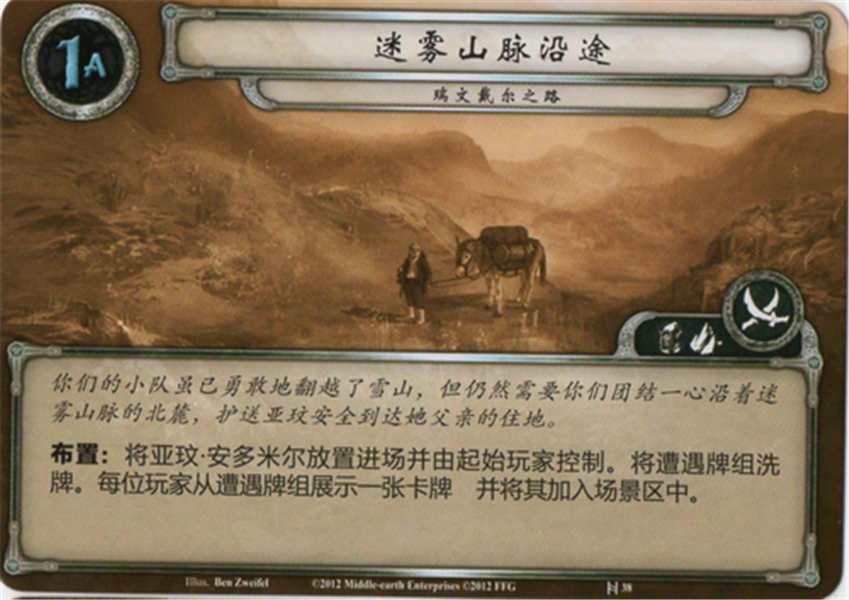 1A
迷雾山脉沿途
瑞文戴尔之路
你们的小队虽已勇敢地翻越了雪山，但仍然需要你们团结一心沿着迷
雾山脉的北麓，护送亚玟安全到达她父亲的住地。
布置：将亚玟·安多米尔放置进场并由起始玩家控制。将遭遇牌组洗
牌。每位玩家从遭遇牌组展示一张卡牌 并将其加入场景区中。
Illus. Ben Zweifel ©2012 Middle-earth Enterprises ©2012 FFG 38